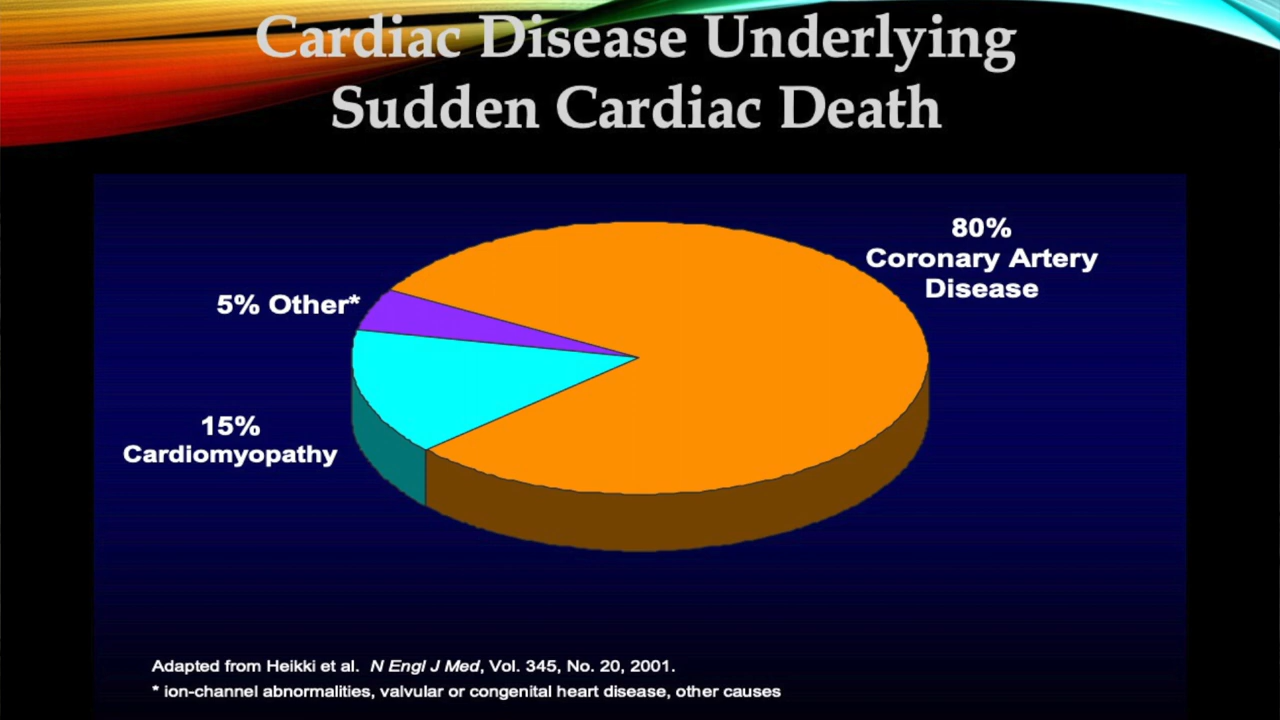 Cardiac Disease Underlying
Sudden Cardiac Death
80%
Coronary Artery
Disease
5% Other*
15%
Cardiomyopathy
Adapted from Heikki et al. N Engl J Med, Vol. 345, No. 20, 2001.
* ion-channel abnormalities, valvular or congenital heart disease, other causes